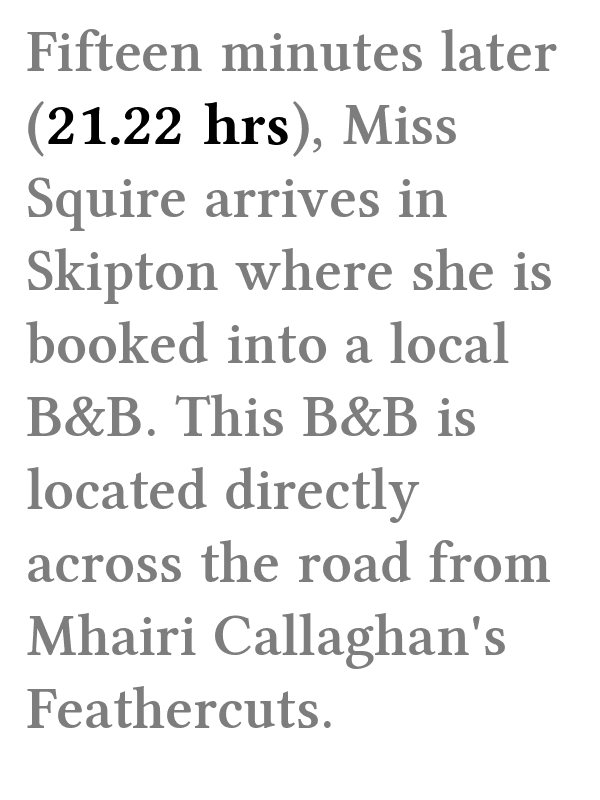 Fifteen minutes later
(21.22 hrs), Miss
Squire arrives in
Skipton where she is
booked into a local
B&B. This B&B is
located directly
across the road from
Mhairi Callaghan's
Feathercuts.